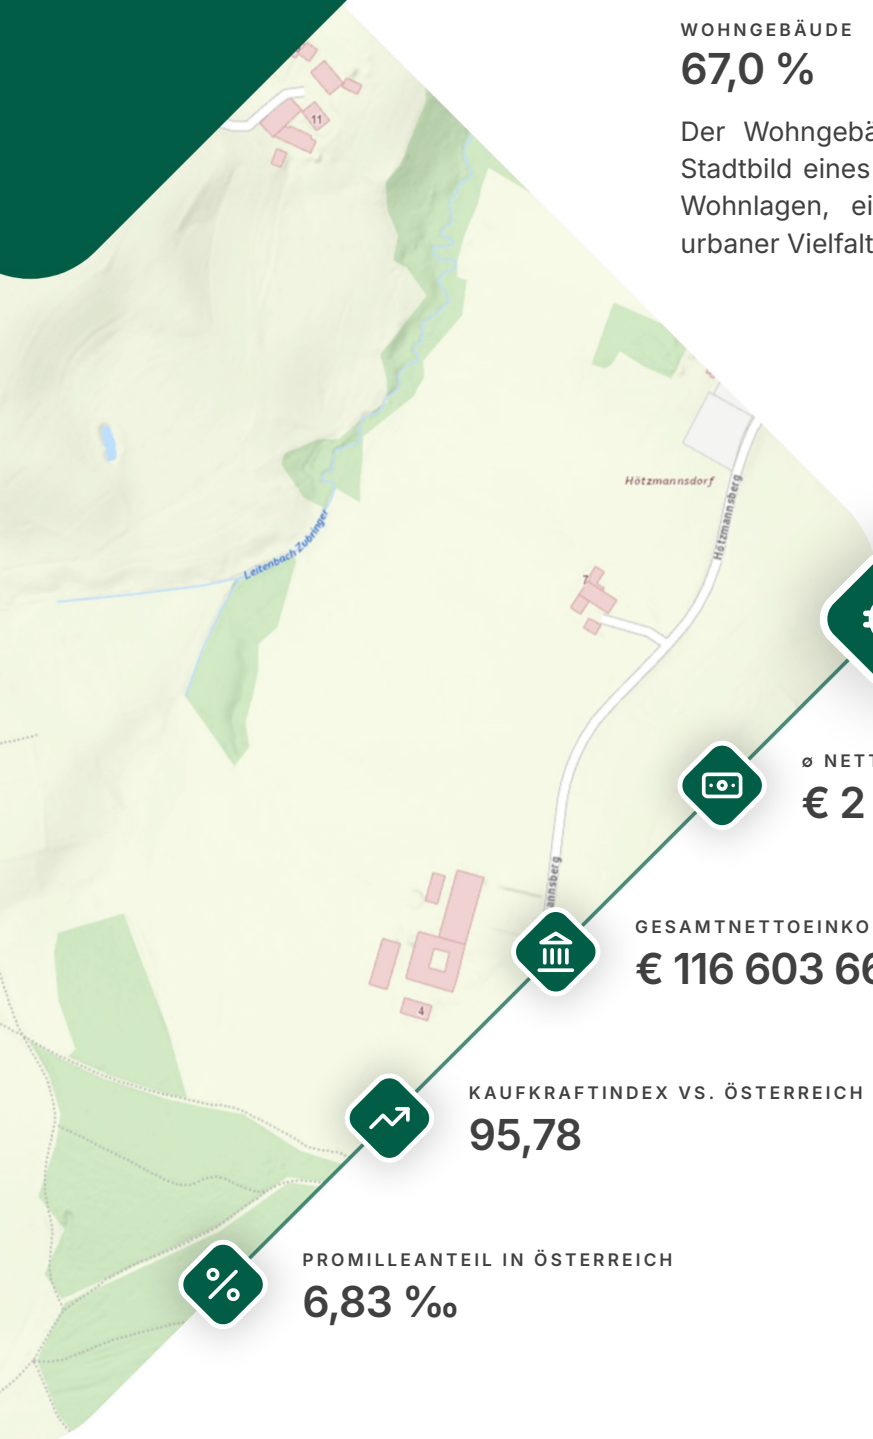 WOHNGEBÄUDE
67,0 %
Der Wohngebä
Stadtbild eines
Wohnlagen, ei
urbaner Vielfalt
11
Hötzmannsdorf
Hötzmannsberg
Leitenbach Zubringer
7
ø NETT
€ 2
annsberg
GESAMTNETTOEINKO
€ 116 603 66
4
KAUFKRAFTINDEX VS. ÖSTERREICH
95,78
PROMILLEANTEIL IN ÖSTERREICH
6,83 ‰